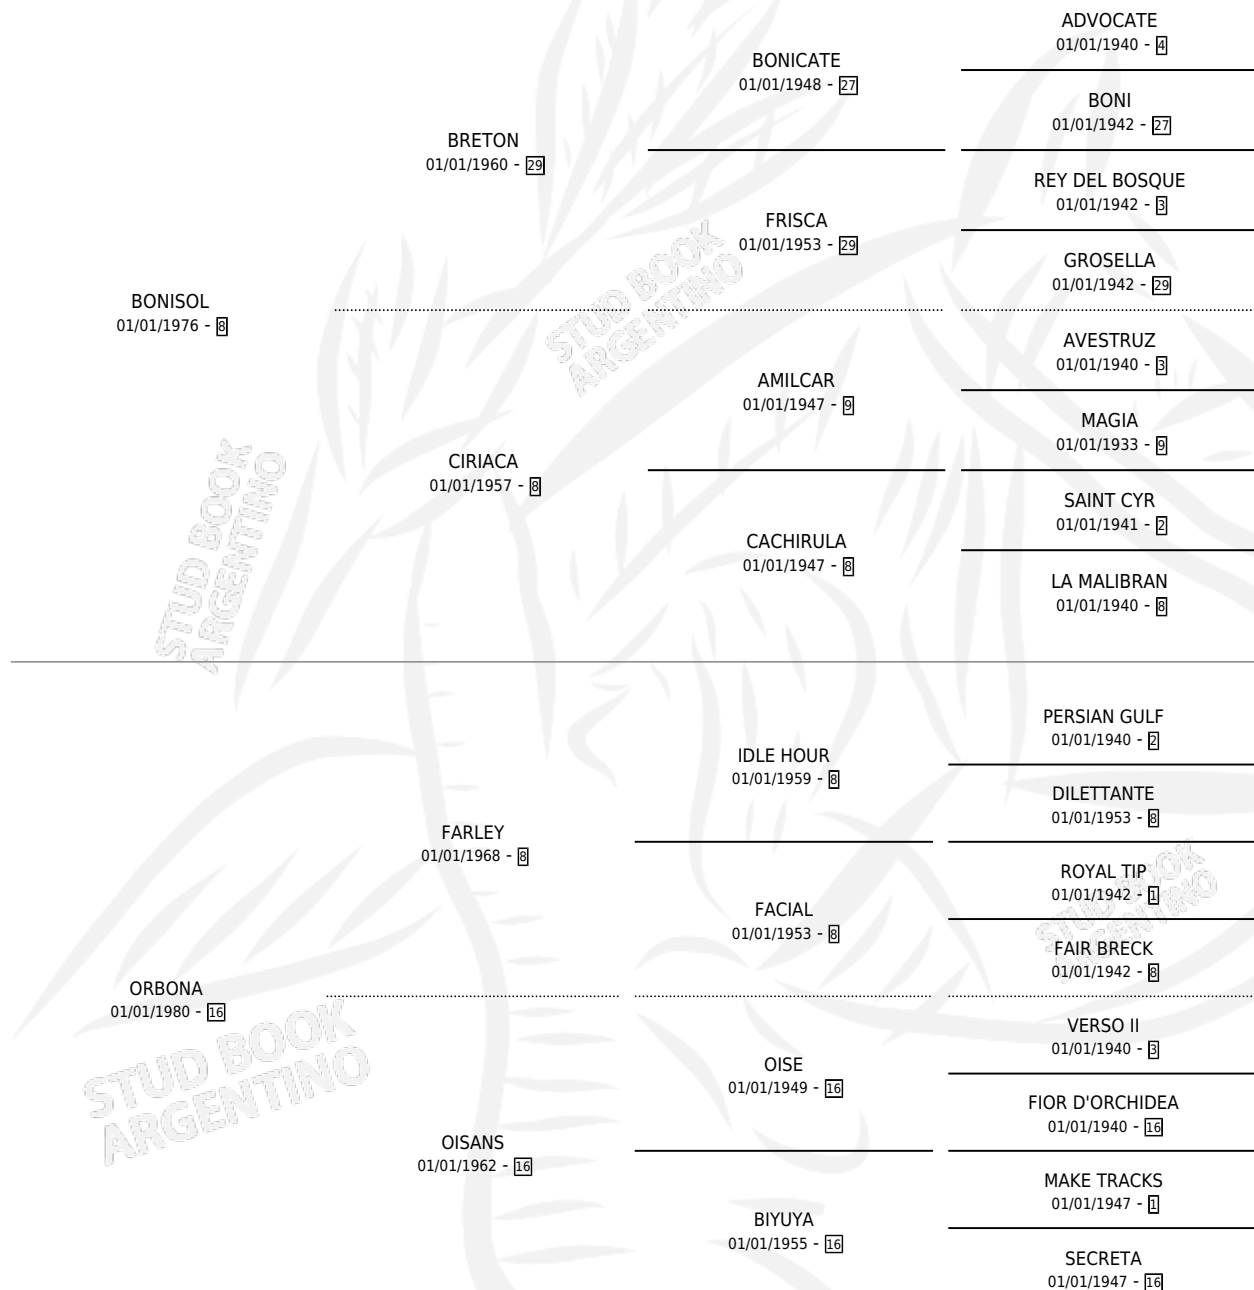 ADVOCATE
01/01/1940 - 4
BONICATE
01/01/1948 - 27
BONI
01/01/1942 - 27
BRETON
01/01/1960 - 29
REY DEL BOSQUE
01/01/1942 - 3
FRISCA
01/01/1953 - 29
GROSELLA
01/01/1942 - 29
BONISOL
01/01/1976 - 8
STUD BOOK
ARGENTINO
AVESTRUZ
01/01/1940 - 3
AMILCAR
01/01/1947 - 9
MAGIA
01/01/1933 - 9
CIRIACA
01/01/1957 - 8
SAINT CYR
01/01/1941 - 2
CACHIRULA
01/01/1947 - 8
LA MALIBRAN
01/01/1940 - 8
STUD BOOK
ARGENTINO
PERSIAN GULF
01/01/1940 - 2
IDLE HOUR
01/01/1959 - 8
DILETTANTE
01/01/1953 - 8
FARLEY
01/01/1968 - 8
ROYAL TIP
01/01/1942 - 1
FACIAL
01/01/1953 - 8
FAIR BRECK
01/01/1942 - 8
STUD BOOK
ARGENTINO
ORBONA
01/01/1980 - 16
VERSO II
01/01/1940 - 3
OISE
01/01/1949 - 16
FIOR D'ORCHIDEA
01/01/1940 - 16
OISANS
01/01/1962 - 16
MAKE TRACKS
01/01/1947 - 1
BIYUYA
01/01/1955 - 16
SECRETA
01/01/1947 - 16
STUD BOOK
ARGENTINO